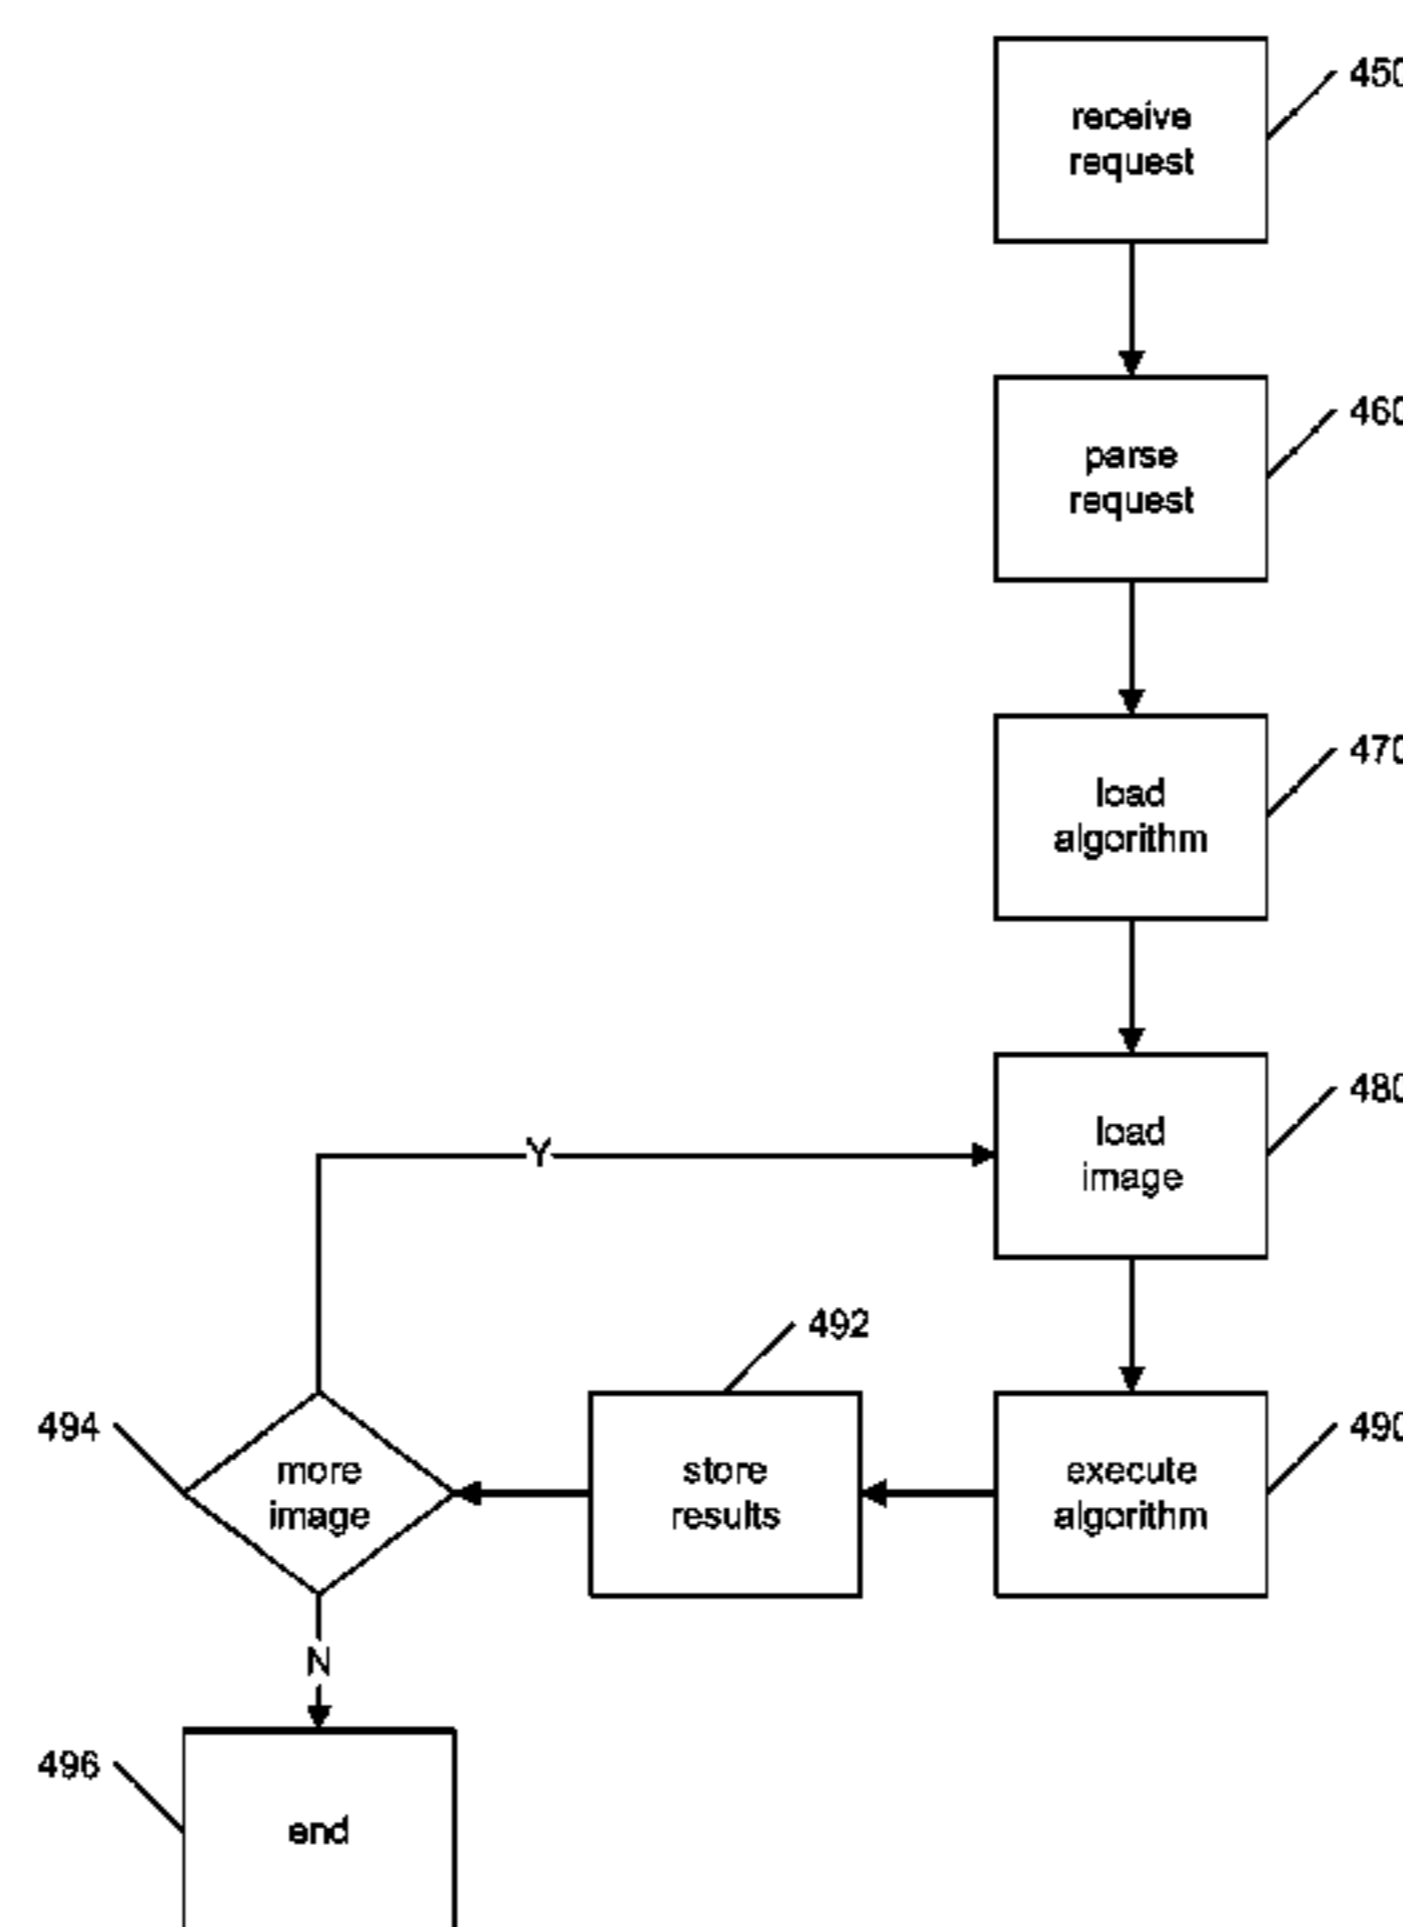 receive
request
450
parse
request
460
load
algorithm
470
load
image
480
Y
492
494
more
image
store
results
execute
algorithm
490
N
496
end